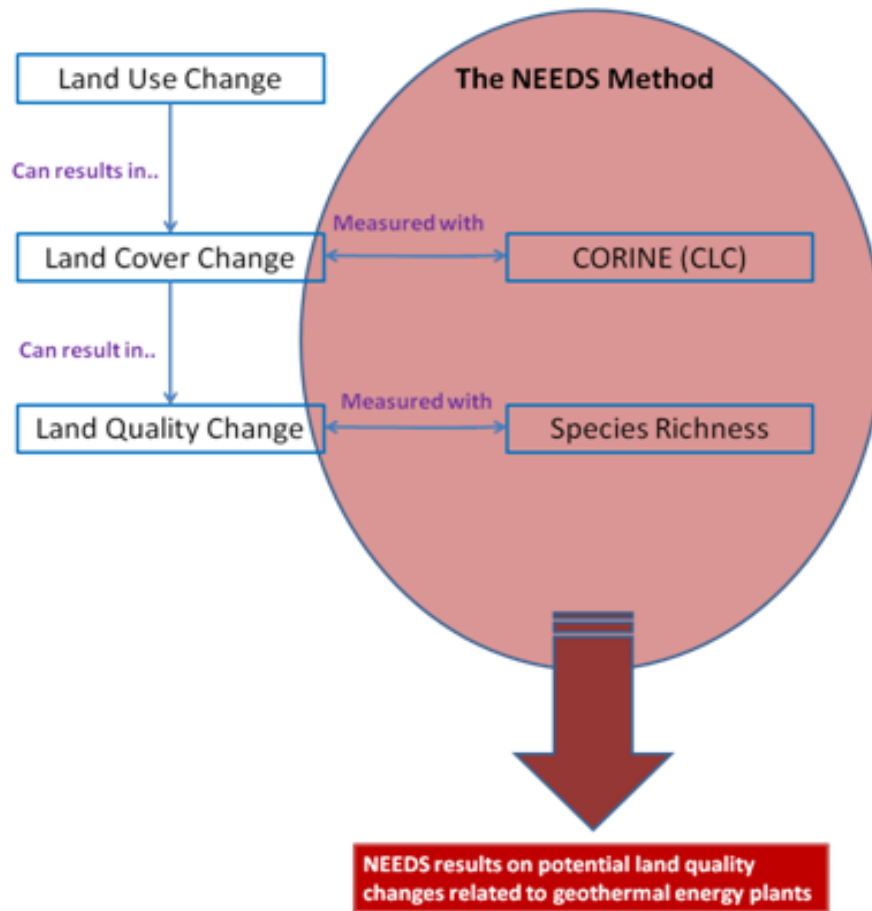 Land Use Change
The NEEDS Method
Can results in..
Measured with
Land Cover Change
CORINE (CLC)
Can result in..
Measured with
Land Quality Change
Species Richness
NEEDS results on potential land quality
changes related to geothermal energy plants